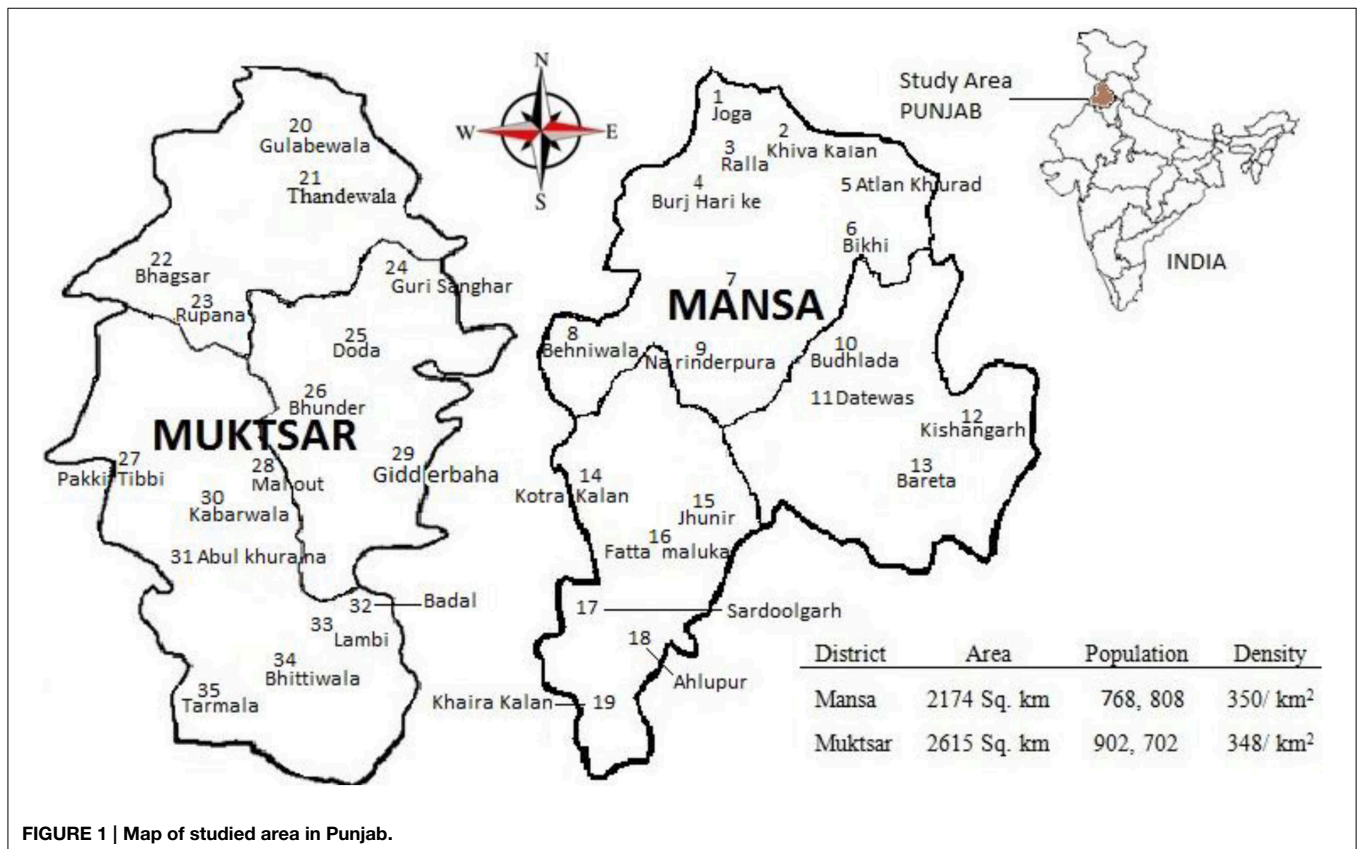 N
W E
S
Study Area
PUNJAB
INDIA
20
Gulabewala
21
Thandewala
22
Bhagsar
23
Rupana
24
Guri Sanghar
25
Doda
26
Bhunder
MUKTSAR
27
Pakki Tibbi
28
Malout
29
Gidderbaha
30
Kabarwala
31 Abul khurana
32
Badal
33
Lambi
34
Bhittiwala
35
Tarmala
1
Joga
2
Khiva Kalan
3
Ralla
4
Burj Hari ke
5 Atlan Khurad
6
Bikhi
7
MANSA
8
Behniwala
9
Narinderpura
10
Budhlada
11 Datewas
12
Kishangarh
13
Bareta
14
Kotra Kalan
15
Jhunir
16
Fatta maluka
17
Sardoolgarh
18
Ahlupur
Khaira Kalan 19
District Area Population Density
Mansa 2174 Sq. km 768, 808 350/ km²
Muktsar 2615 Sq. km 902, 702 348/ km²
FIGURE 1 | Map of studied area in Punjab.